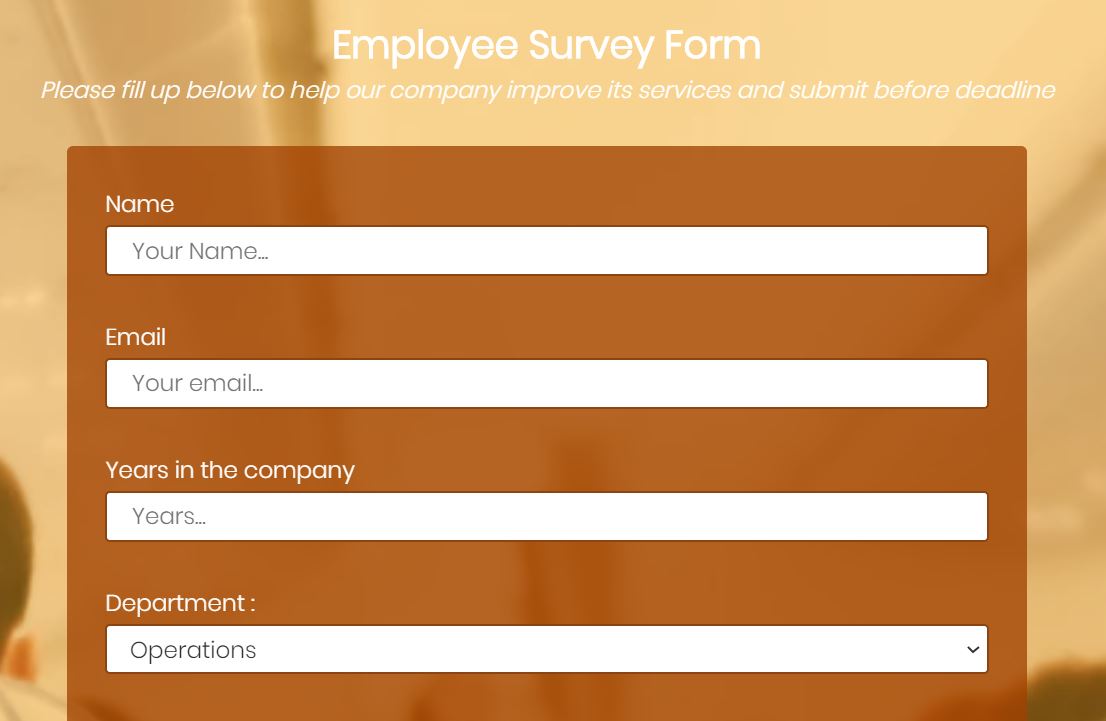 Employee Survey Form
Please fill up below to help our company improve its services and submit before deadline
Name
Your Name...
Email
Your email...
Years in the company
Years...
Department :
Operations